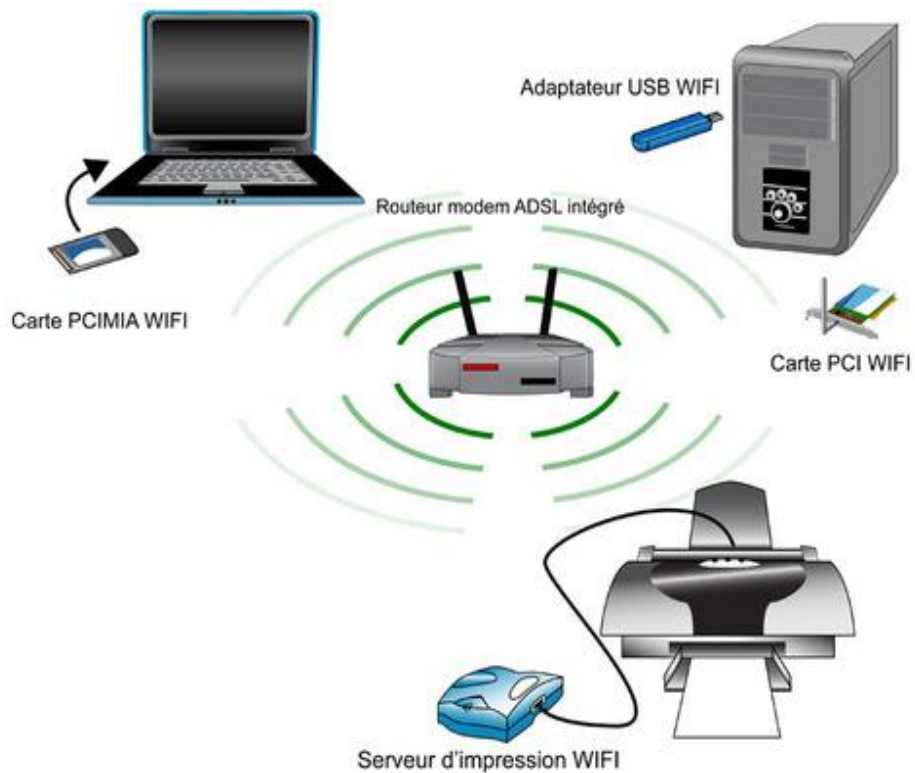 Adaptateur USB WIFI
Routeur modem ADSL intégré
Carte PCIMIA WIFI
Carte PCI WIFI
Serveur d'impression WIFI